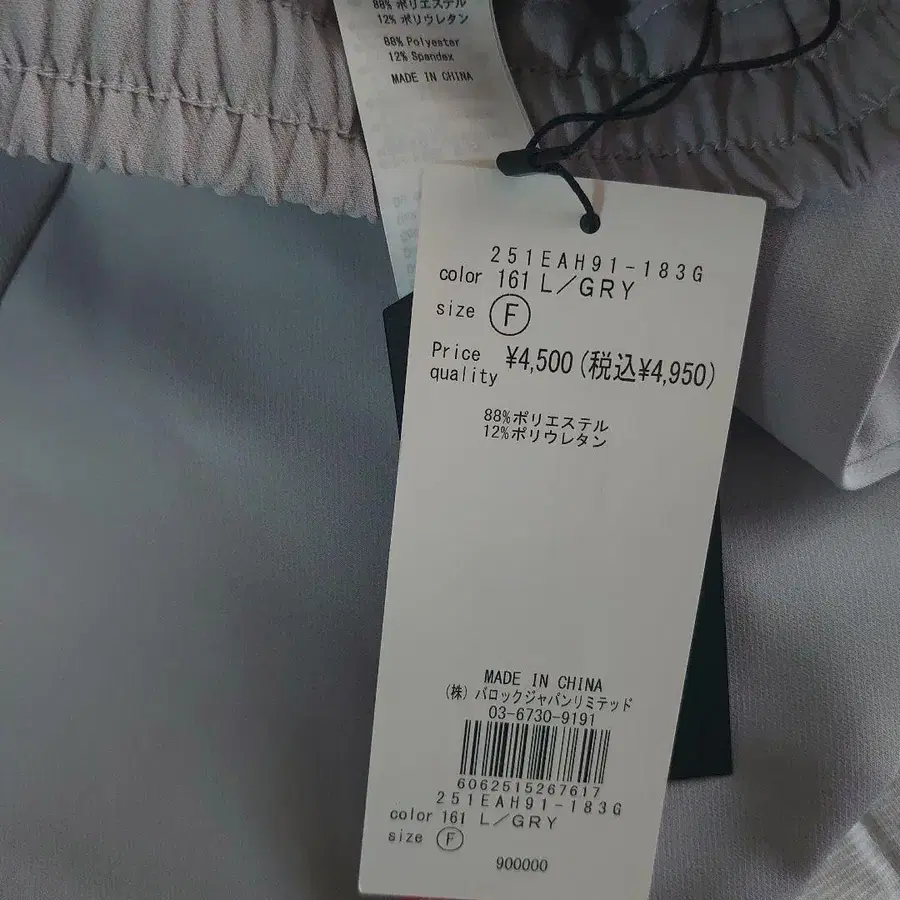 88% ポリエステル
12% ポリウレタン
88% Polyester
12% Spandex
MADE IN CHINA
251EAH91-183G
color 161 L/GRY
size F
Price ¥4,500 (税込¥4,950)
quality
88%ポリエステル
12%ポリウレタン
MADE IN CHINA
(株) バロックジャパンリミテッド
03-6730-9191
6062515267617
251EAH91-183G
color 161 L/GRY
size F
900000